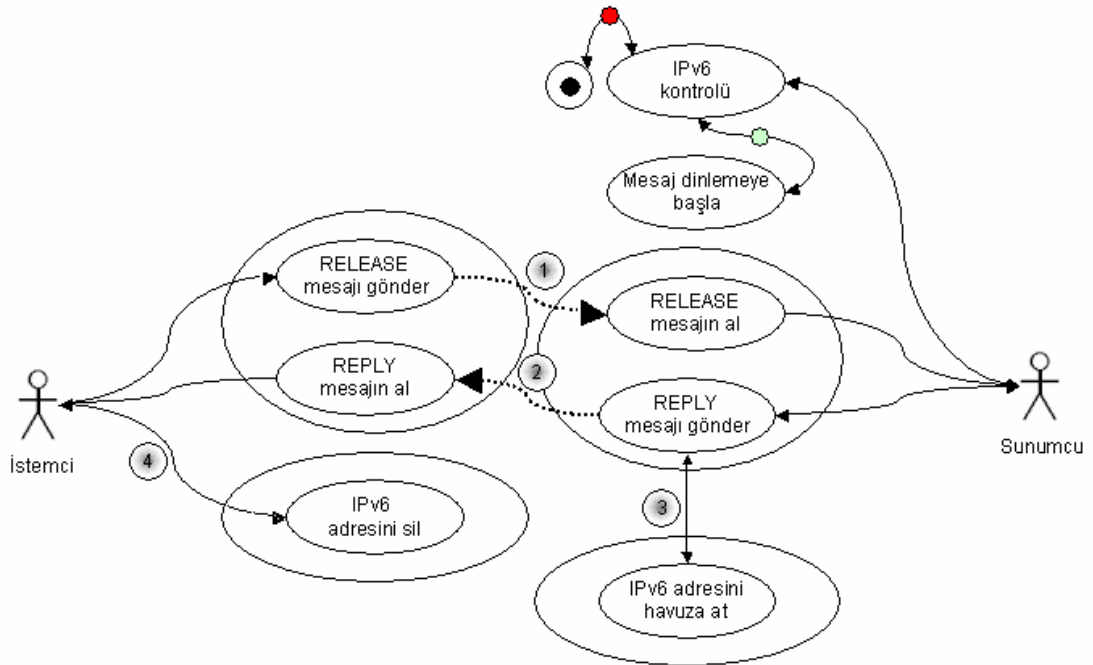 IPv6
kontrolü
Mesaj dinlemeye
başla
RELEASE
mesajı gönder
1
RELEASE
mesajın al
REPLY
mesajın al
2
REPLY
mesajı gönder
İstemci
4
Sunumcu
IPv6
adresini sil
3
IPv6 adresini
havuza at